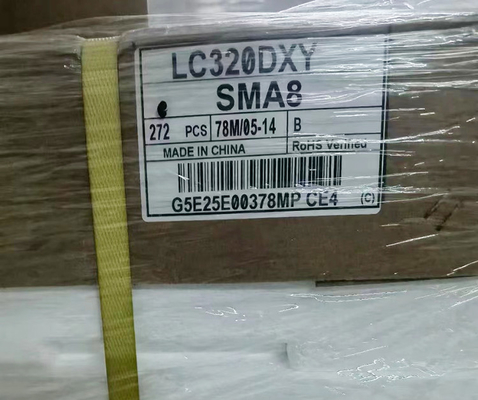 LC320DXY
SMA8
272 PCS 78M/05-14 B
MADE IN CHINA RoHS Verified
G5E25E00378MP CE4 (C)